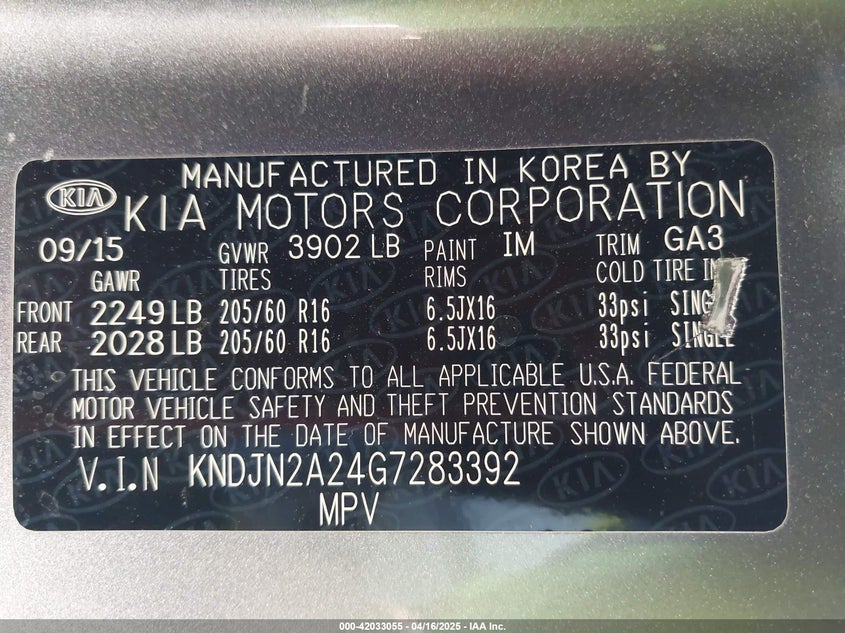 MANUFACTURED IN KOREA BY
KIA KIA MOTORS CORPORATION
09/15 GVWR 3902 LB PAINT IM TRIM GA3
GAWR TIRES RIMS COLD TIRE
FRONT 2249 LB 205/60 R16 6.5JX16 33psi
REAR 2028 LB 205/60 R16 6.5JX16 33psi SINGLE
THIS VEHICLE CONFORMS TO ALL APPLICABLE U.S.A. FEDERAL
MOTOR VEHICLE SAFETY AND THEFT PREVENTION STANDARDS
IN EFFECT ON THE DATE OF MANUFACTURE SHOWN ABOVE.
V.I.N KNDJN2A24G7283392
MPV
000-42033055 - 04/16/2025 - IAA Inc.